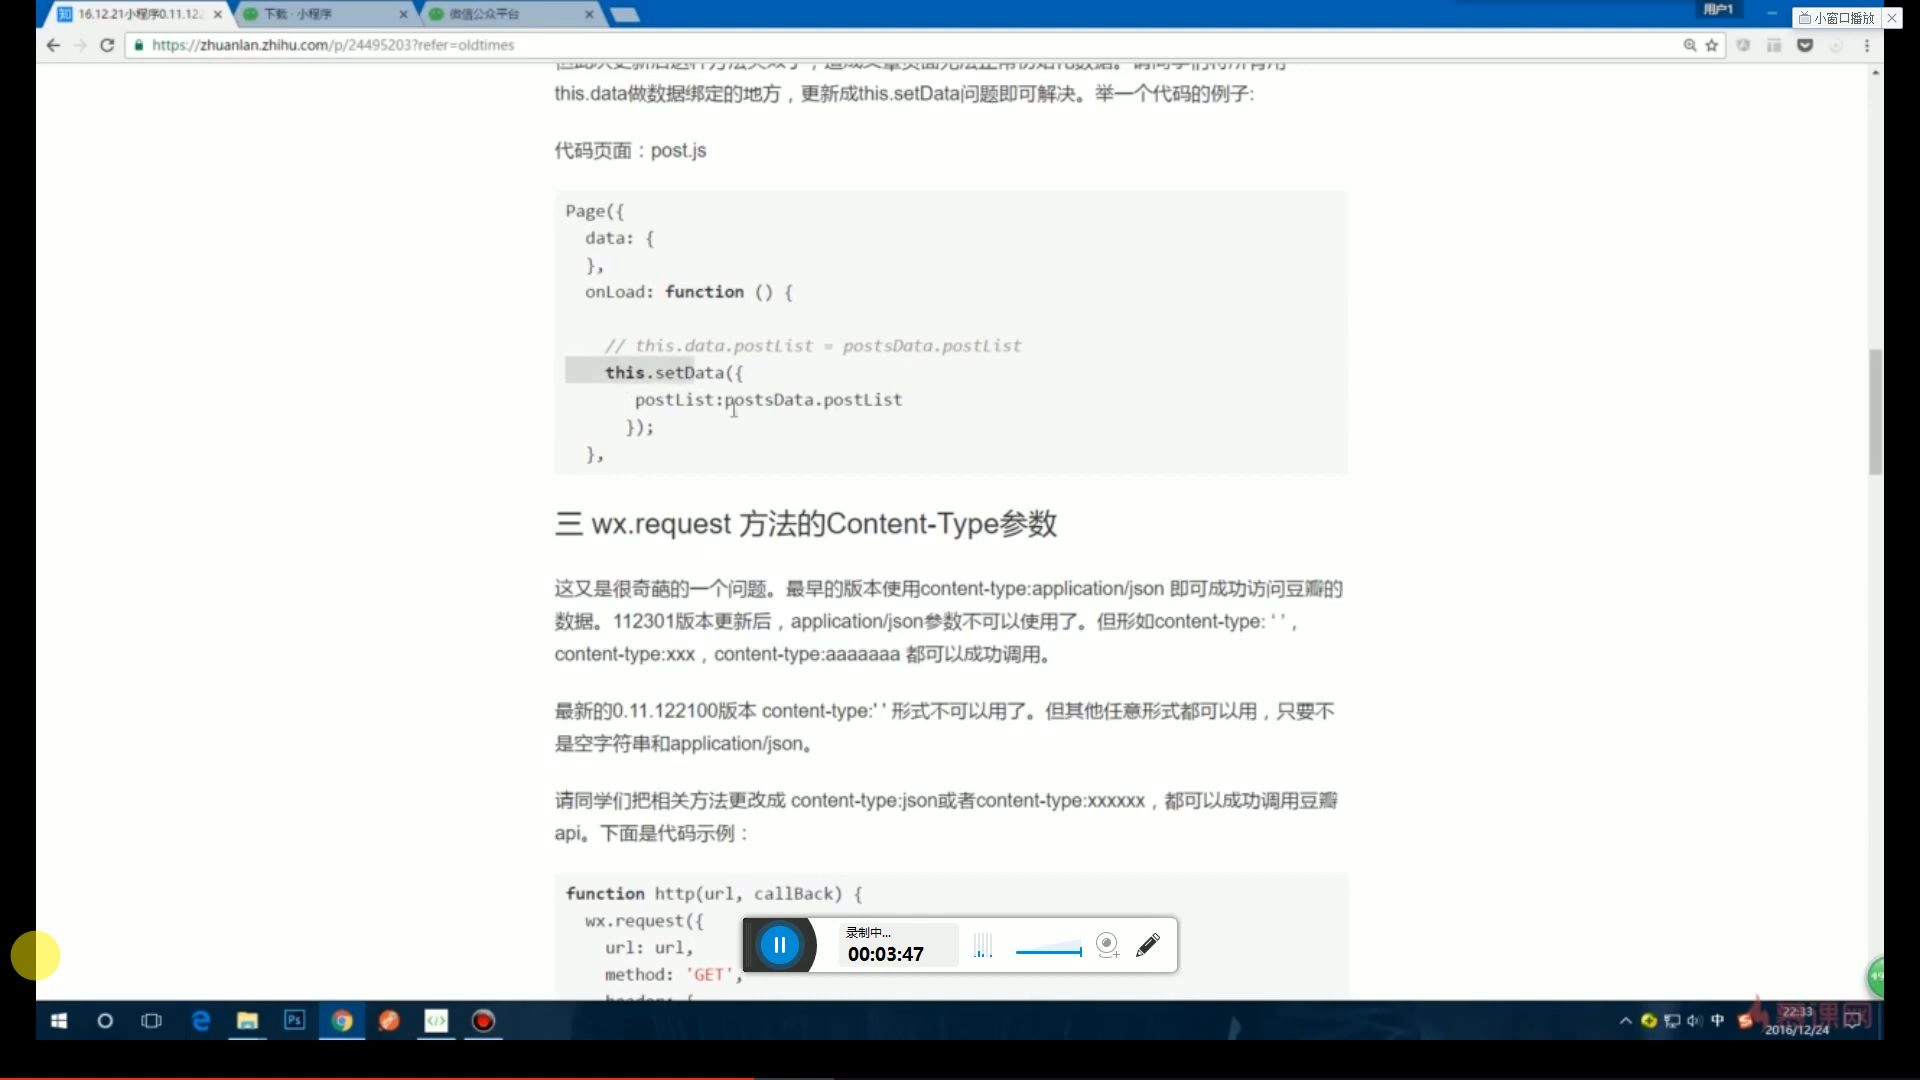 16.12.21小程序0.11.12
下载 · 小程序
微信公众平台
用户1
小窗口播放
https://zhuanlan.zhihu.com/p/24495203?refer=oldtimes
this.data做数据绑定的地方，更新成this.setData问题即可解决。举一个代码的例子:
代码页面：post.js
Page({
data: {
},
onLoad: function () {
// this.data.postList = postsData.postList
this.setData({
postList:postsData.postList
});
},
三 wx.request 方法的Content-Type参数
这又是很奇葩的一个问题。最早的版本使用content-type:application/json 即可成功访问豆瓣的
数据。112301版本更新后，application/json参数不可以使用了。但形如content-type: ' '，
content-type:xxx，content-type:aaaaaaa 都可以成功调用。
最新的0.11.122100版本 content-type:' ' 形式不可以用了。但其他任意形式都可以用，只要不
是空字符串和application/json。
请同学们把相关方法更改成 content-type:json或者content-type:xxxxxx，都可以成功调用豆瓣
api。下面是代码示例：
function http(url, callBack) {
wx.request({
url: url,
method: 'GET',
录制中...
00:03:47
Ps
中
22:33
2016/12/24
慕课网